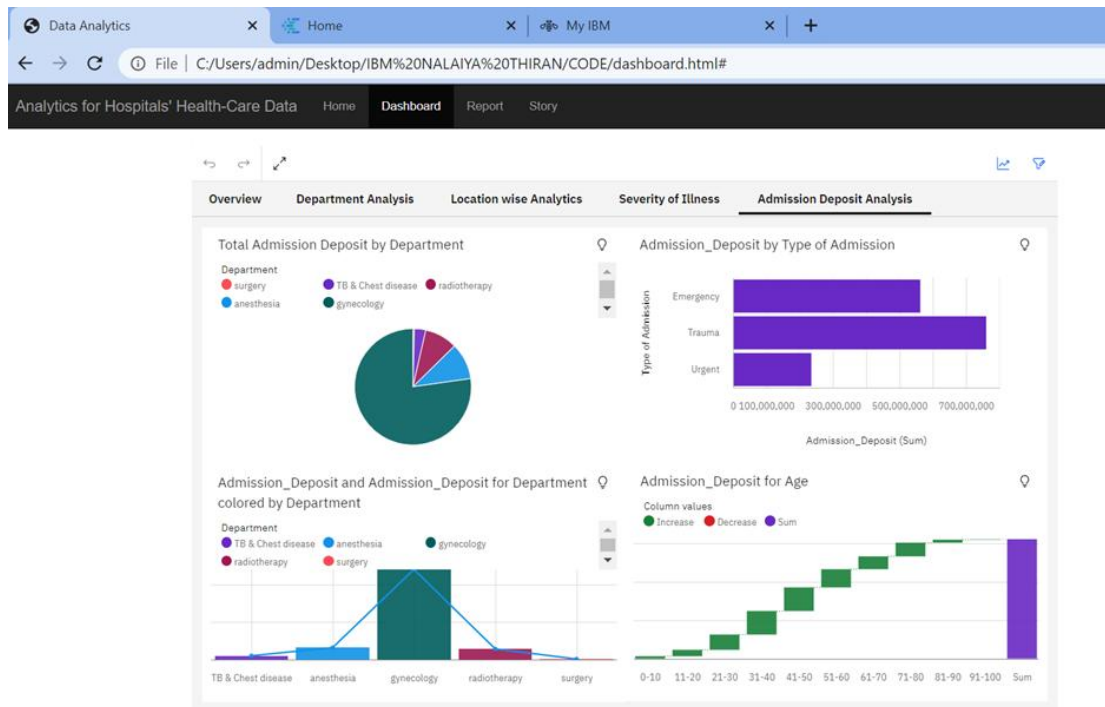 Data Analytics
Home
My IBM
File C:/Users/admin/Desktop/IBM%20NALAIYA%20THIRAN/CODE/dashboard.html#
Analytics for Hospitals' Health-Care Data Home Dashboard Report Story
Overview Department Analysis Location wise Analytics Severity of Illness Admission Deposit Analysis
Total Admission Deposit by Department
Department
surgery TB & Chest disease radiotherapy
anesthesia gynecology
Admission_Deposit by Type of Admission
Type of Admission
Emergency
Trauma
Urgent
0 100,000,000 300,000,000 500,000,000 700,000,000
Admission_Deposit (Sum)
Admission_Deposit and Admission_Deposit for Department
colored by Department
Department
TB & Chest disease anesthesia gynecology
radiotherapy surgery
TB & Chest disease anesthesia gynecology radiotherapy surgery
Admission_Deposit for Age
Column values
Increase Decrease Sum
0-10 11-20 21-30 31-40 41-50 51-60 61-70 71-80 81-90 91-100 Sum